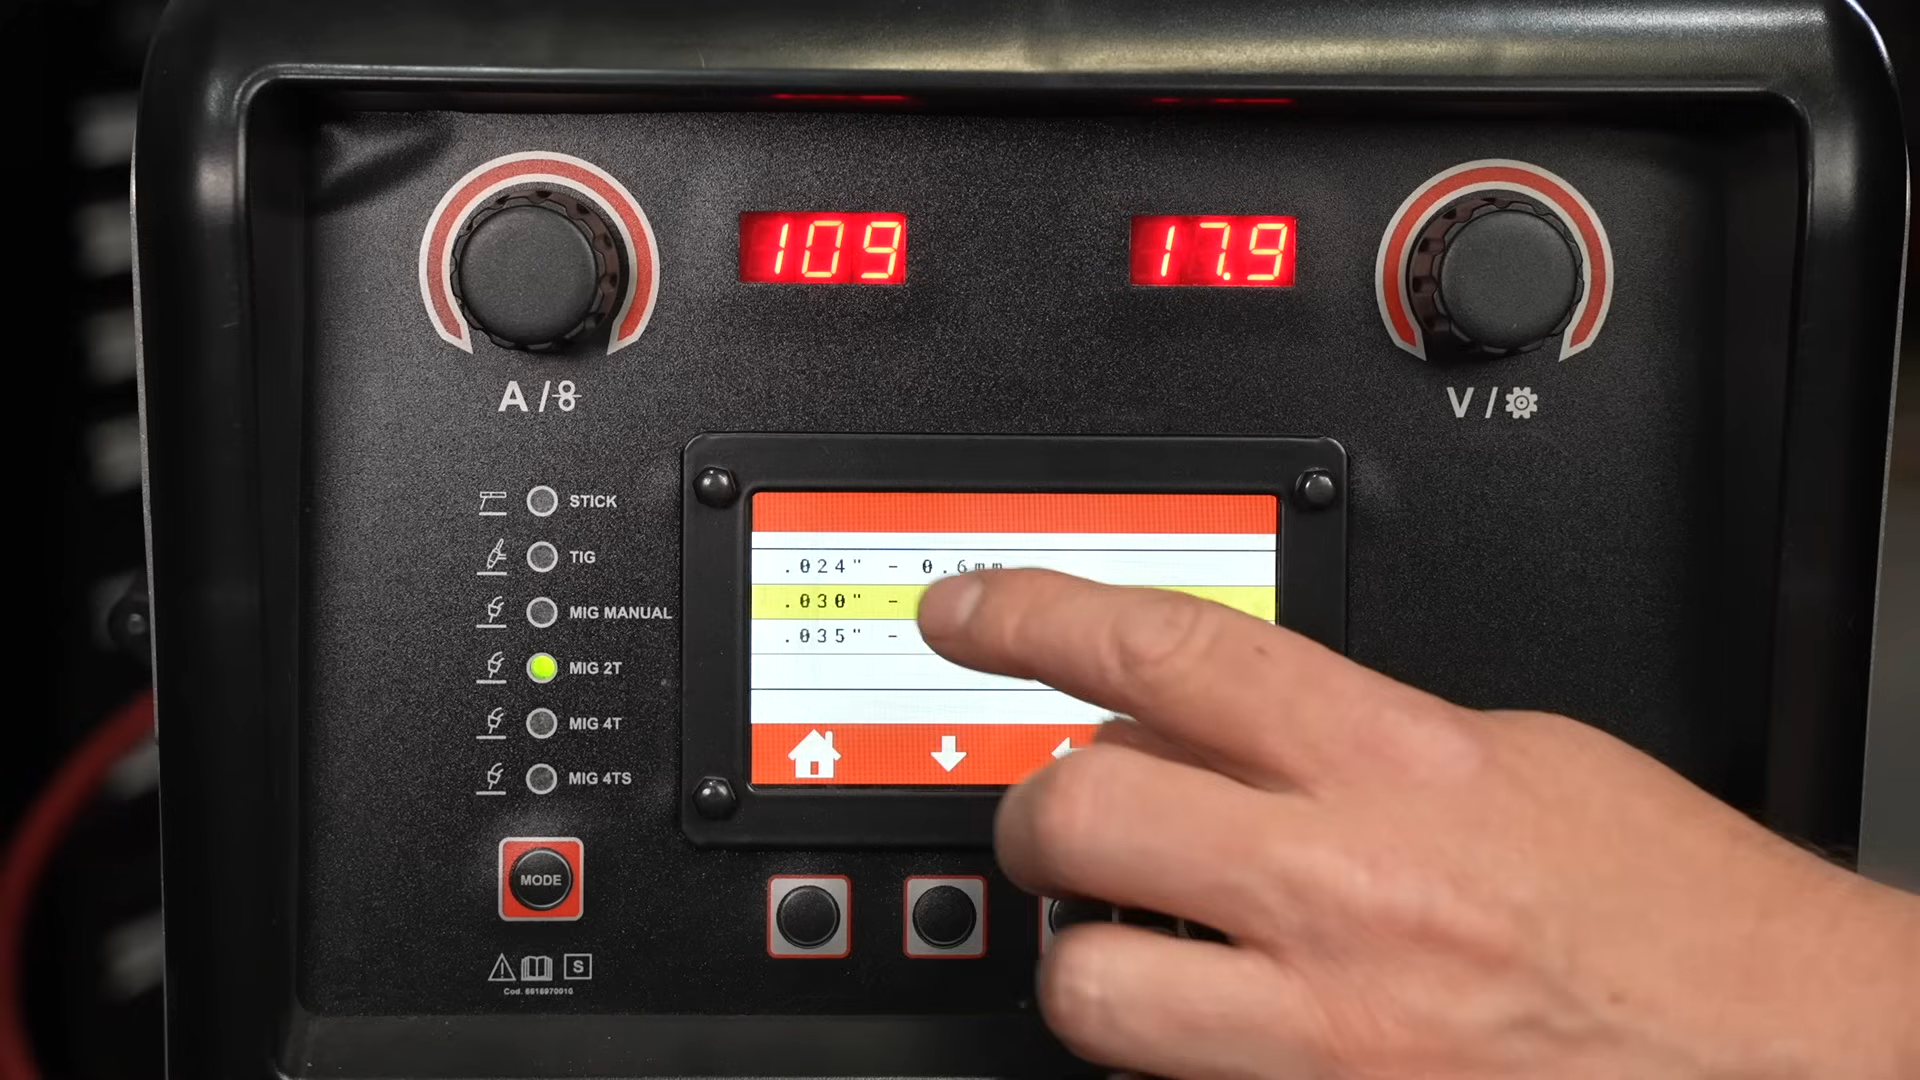 109
17.9
A /
V /
STICK
TIG
MIG MANUAL
MIG 2T
MIG 4T
MIG 4TS
.024" - 0.6mm
.030" -
.035" -
MODE
S